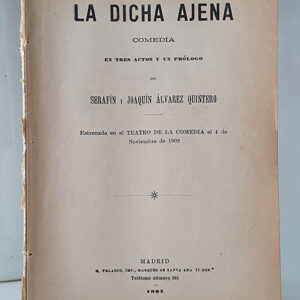 LA DICHA AJENA
COMEDIA
EN TRES ACTOS Y UN PRÓLOGO
DE
SERAFÍN Y JOAQUÍN ÁLVAREZ QUINTERO
Estrenada en el TEATRO DE LA COMEDIA el 4 de
Noviembre de 1902
MADRID
R. VELASCO, IMP., MARQUÉS DE SANTA ANA 11 DUP.º
Teléfono número 551
1902